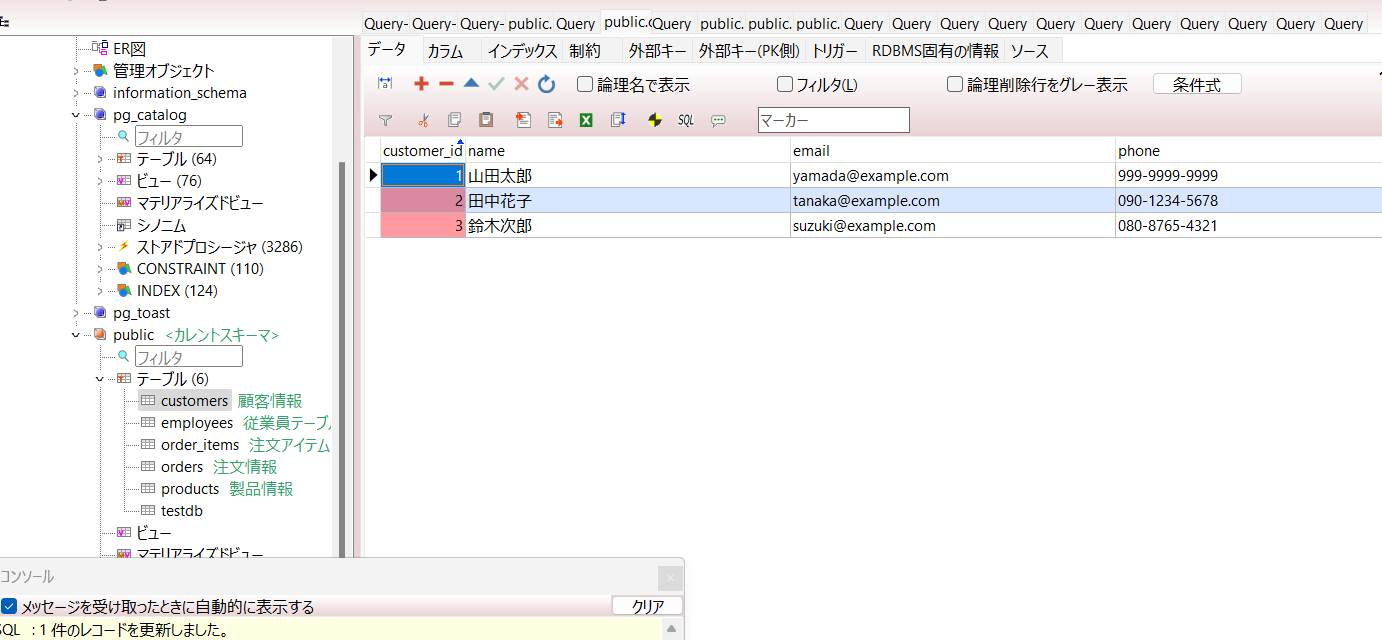 Query- Query- Query- public. Query public.c Query public. public. public. Query Query Query Query Query Query Query Query Query Query Query
データ カラム インデックス 制約 外部キー 外部キー(PK側) トリガー RDBMS固有の情報 ソース
論理名で表示 フィルタ(L) 論理削除行をグレー表示 条件式
SQL マーカー
customer_id name email phone
1 山田太郎 yamada@example.com 999-9999-9999
2 田中花子 tanaka@example.com 090-1234-5678
3 鈴木次郎 suzuki@example.com 080-8765-4321
ER図
管理オブジェクト
information_schema
pg_catalog
フィルタ
テーブル (64)
ビュー (76)
マテリアライズドビュー
シノニム
ストアドプロシージャ (3286)
CONSTRAINT (110)
INDEX (124)
pg_toast
public <カレントスキーマ>
フィルタ
テーブル (6)
customers 顧客情報
employees 従業員テーブル
order_items 注文アイテム
orders 注文情報
products 製品情報
testdb
ビュー
マテリアライズドビュー
コンソール
メッセージを受け取ったときに自動的に表示する クリア
SQL : 1 件のレコードを更新しました。